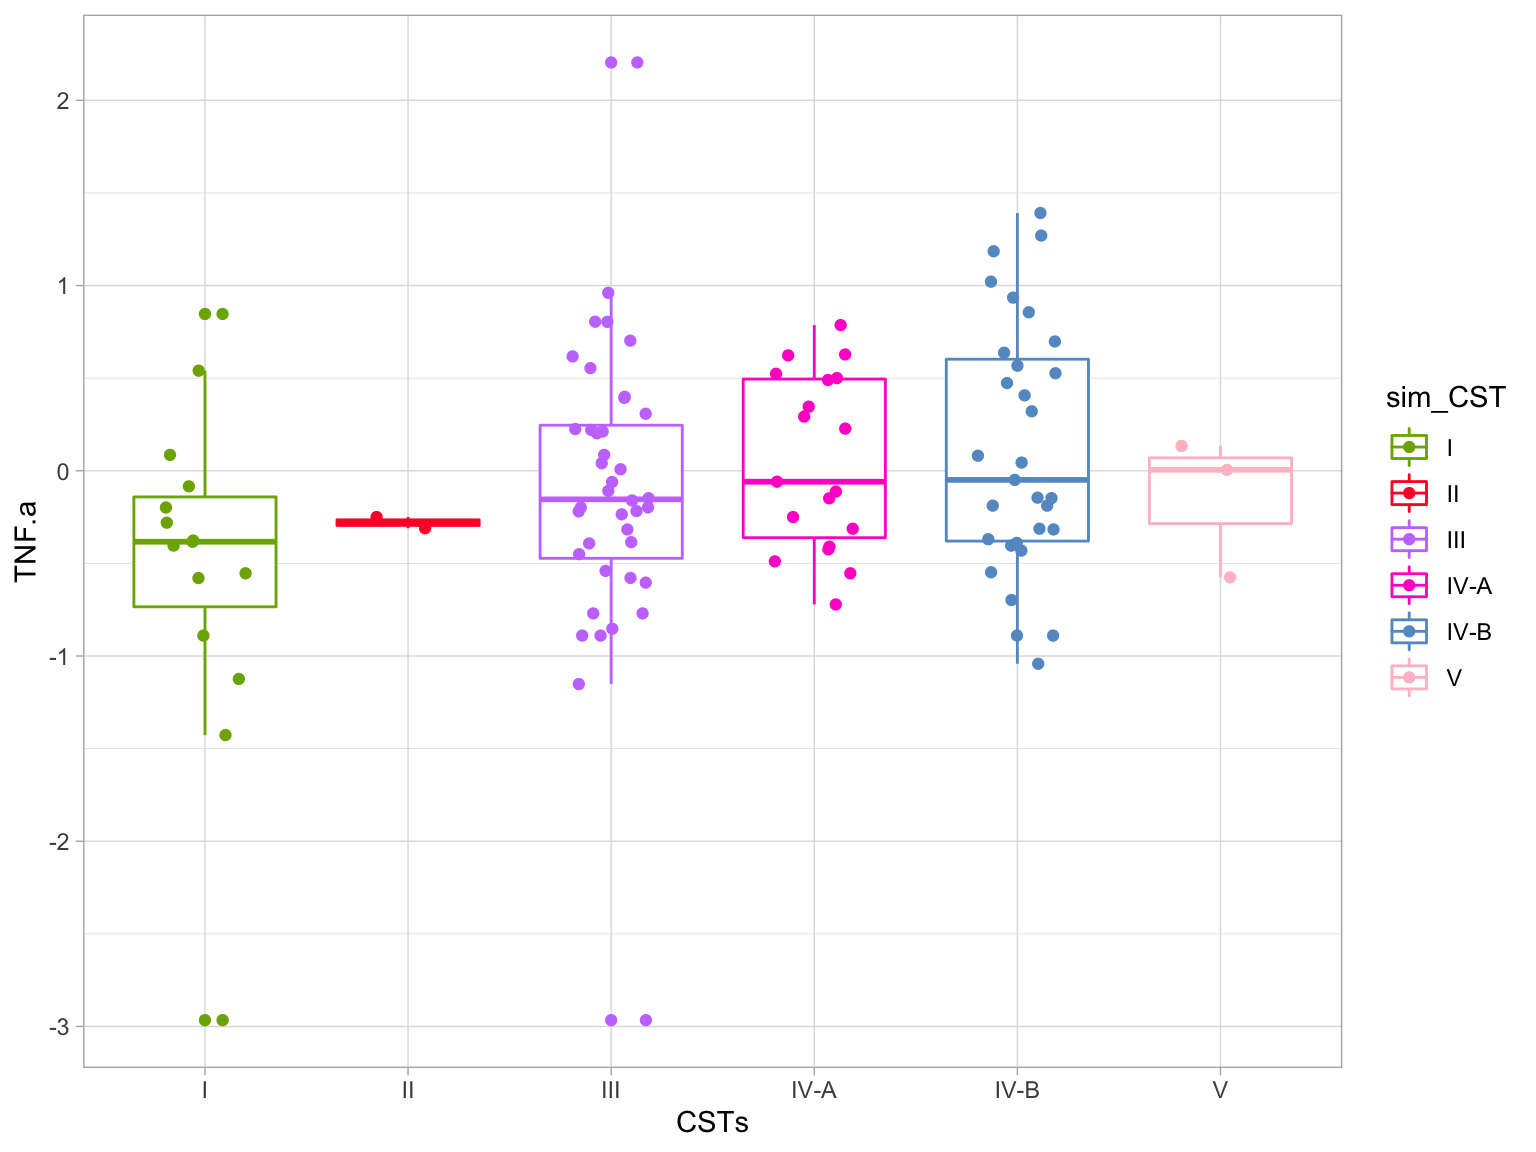 TNF.a
2
1
0
-1
-2
-3
I II III IV-A IV-B V
CSTs
sim_CST
I
II
III
IV-A
IV-B
V